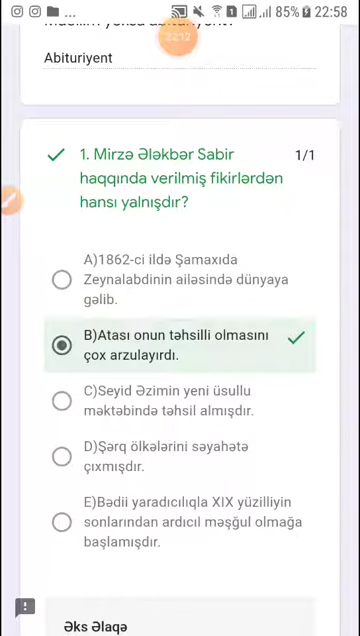 85% 22:58
22:12
Abituriyent
1. Mirzə Ələkbər Sabir 1/1
haqqında verilmiş fikirlərdən
hansı yalnışdır?
A)1862-ci ildə Şamaxıda
Zeynalabdinin ailəsində dünyaya
gəlib.
B)Atası onun təhsilli olmasını
çox arzulayırdı.
C)Seyid Əzimin yeni üsullu
məktəbində təhsil almışdır.
D)Şərq ölkələrini səyahətə
çıxmışdır.
E)Bədii yaradıcılıqla XIX yüzilliyin
sonlarından ardıcıl məşğul olmağa
başlamışdır.
Əks Əlaqə